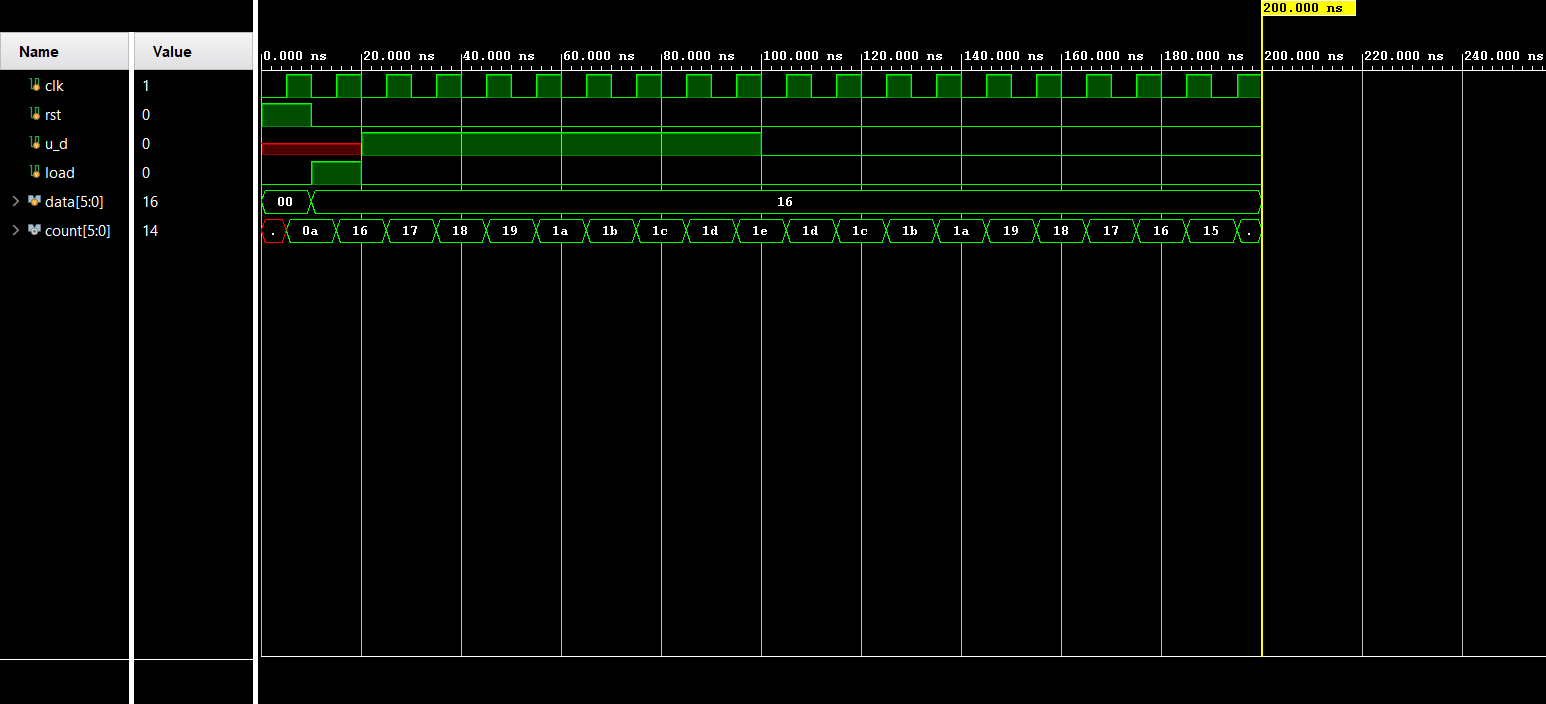 200.000 ns
Name Value
0.000 ns 20.000 ns 40.000 ns 60.000 ns 80.000 ns 100.000 ns 120.000 ns 140.000 ns 160.000 ns 180.000 ns 200.000 ns 220.000 ns 240.000 ns
clk 1
rst 0
u_d 0
load 0
data[5:0] 16 00 16
count[5:0] 14 . 0a 16 17 18 19 1a 1b 1c 1d 1e 1d 1c 1b 1a 19 18 17 16 15 .